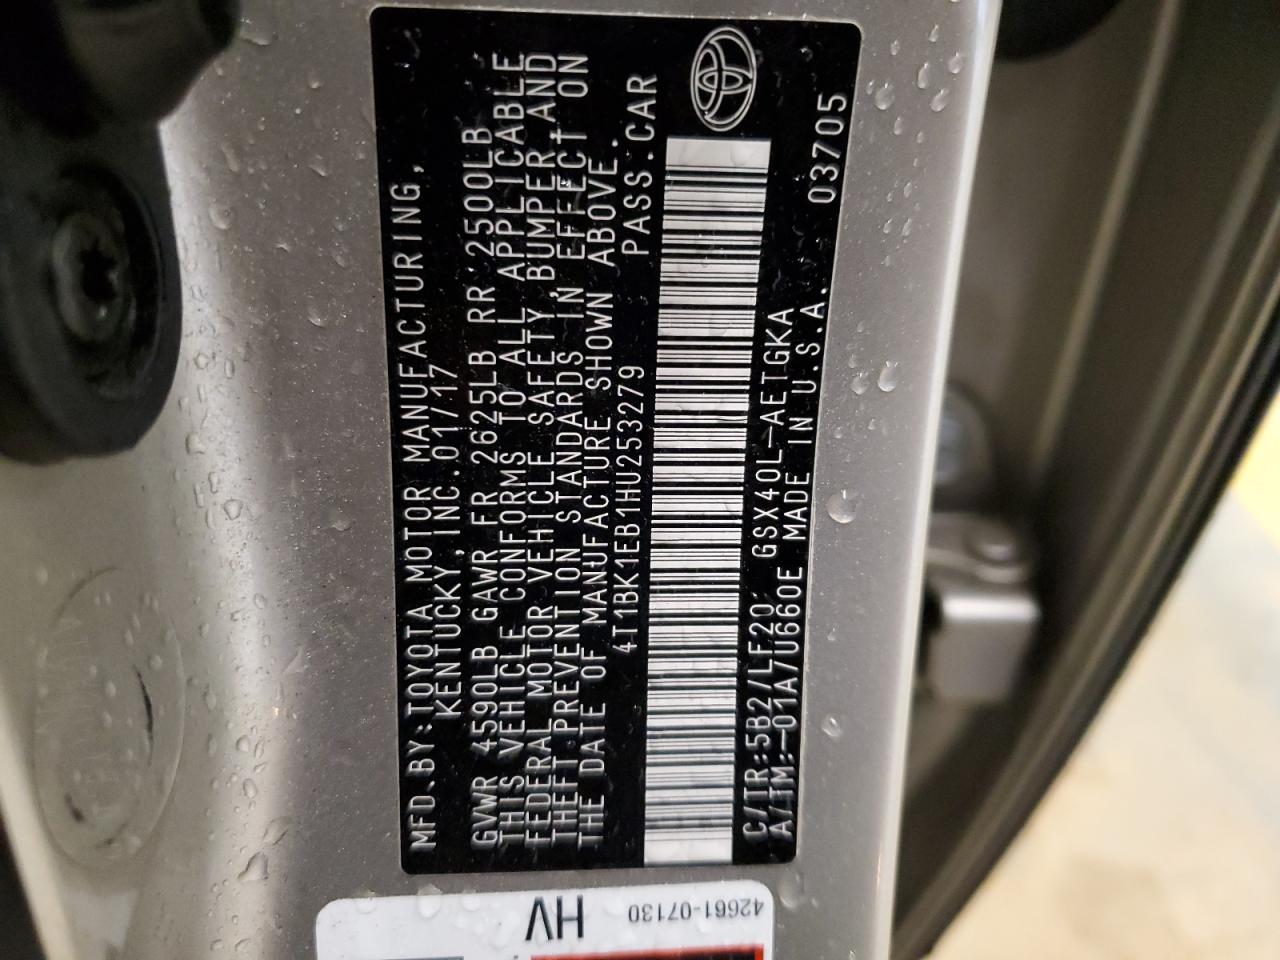 MFD.BY:TOYOTA MOTOR MANUFACTURING,
KENTUCKY, INC.01/17
GVWR 4590LB GAWR FR 2625LB RR 2500LB
THIS VEHICLE CONFORMS TO ALL APPLICABLE
FEDERAL MOTOR VEHICLE SAFETY, BUMPER, AND
THEFT PREVENTION STANDARDS IN EFFECT ON
THE DATE OF MANUFACTURE SHOWN ABOVE.
4T1BK1EB1HU253279 PASS.CAR
C/TR:5B2/LF20 GSX40L-AETGKA 03705
A/TM:-01A/U660E MADE IN U.S.A.
HV
42661-07130